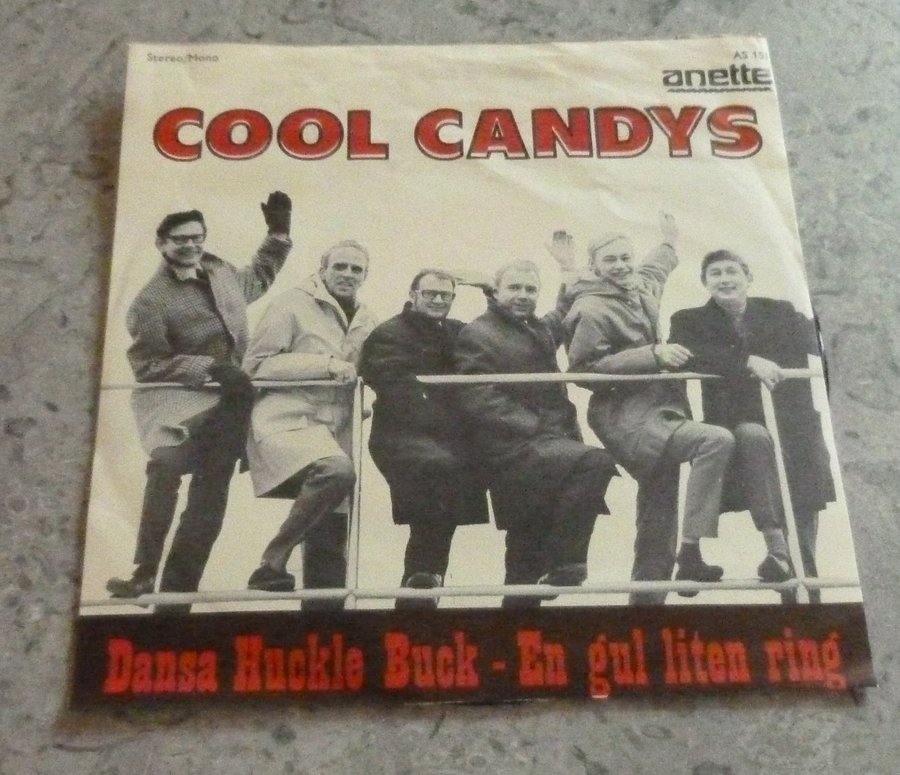 Stereo/Mono
AS 15
anette
COOL CANDYS
Dansa Huckle Buck - En gul liten ring